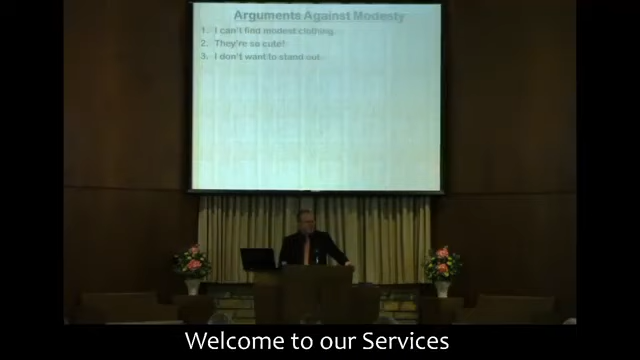 Arguments Against Modesty
1. I can't find modest clothing.
2. They're so cute!
3. I don't want to stand out.
Welcome to our Services